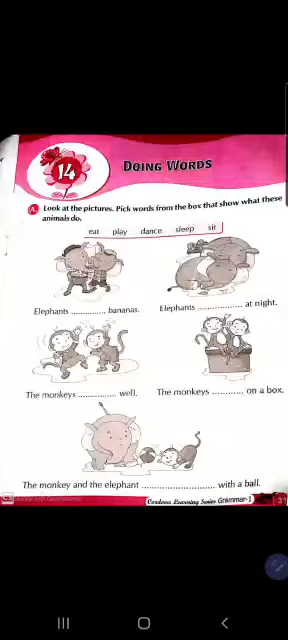 14
DOING WORDS
A. Look at the pictures. Pick words from the box that show what these
animals do.
eat play dance sleep sit
Elephants ............. bananas.
Elephants ................ at night.
The monkeys .............. well.
The monkeys ............ on a box.
The monkey and the elephant ........................... with a ball.
Cordova Learning Series Grammar-1
31